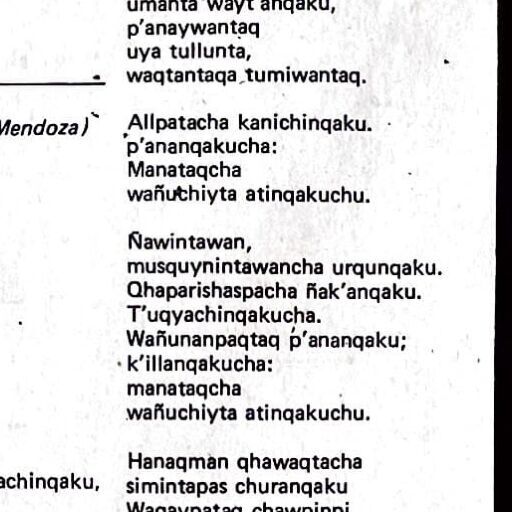 umanta wayt'anqaku,
p'anaywantaq
uya tullunta,
waqtantaqa tumiwantaq.
Mendoza)
Allpatacha kanichinqaku.
p'ananqakucha:
Manataqcha
wañuchiyta atinqakuchu.
Ñawintawan,
musquynintawancha urqunqaku.
Qhaparishaspacha ñak'anqaku.
T'uqyachinqakucha.
Wañunanpaqtaq p'ananqaku;
k'illanqakucha:
manataqcha
wañuchiyta atinqakuchu.
Hanaqman qhawaqtacha
achinqaku, simintapas churanqaku